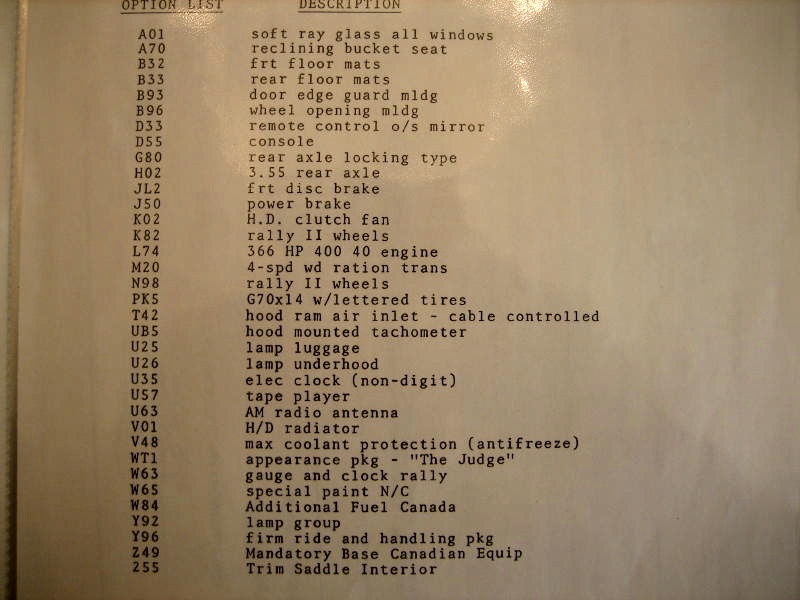 OPTION LIST DESCRIPTION
A01 soft ray glass all windows
A70 reclining bucket seat
B32 frt floor mats
B33 rear floor mats
B93 door edge guard mldg
B96 wheel opening mldg
D33 remote control o/s mirror
D55 console
G80 rear axle locking type
H02 3.55 rear axle
JL2 frt disc brake
J50 power brake
K02 H.D. clutch fan
K82 rally II wheels
L74 366 HP 400 40 engine
M20 4-spd wd ration trans
N98 rally II wheels
PK5 G70x14 w/lettered tires
T42 hood ram air inlet - cable controlled
UB5 hood mounted tachometer
U25 lamp luggage
U26 lamp underhood
U35 elec clock (non-digit)
U57 tape player
U63 AM radio antenna
V01 H/D radiator
V48 max coolant protection (antifreeze)
WT1 appearance pkg - "The Judge"
W63 gauge and clock rally
W65 special paint N/C
W84 Additional Fuel Canada
Y92 lamp group
Y96 firm ride and handling pkg
Z49 Mandatory Base Canadian Equip
255 Trim Saddle Interior